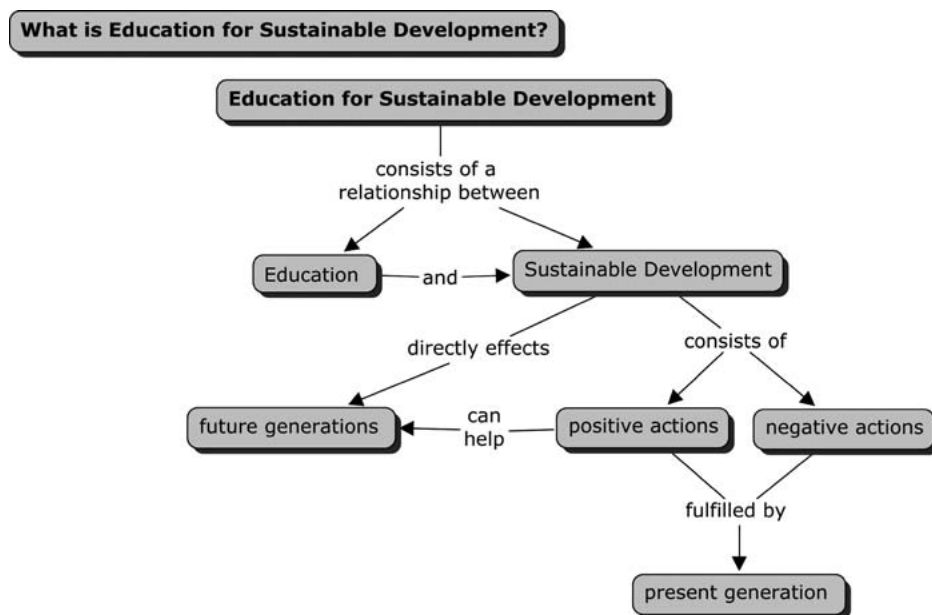 What is Education for Sustainable Development?
Education for Sustainable Development
consists of a
relationship between
Education
and
Sustainable Development
directly effects
consists of
future generations
can
help
positive actions
negative actions
fulfilled by
present generation